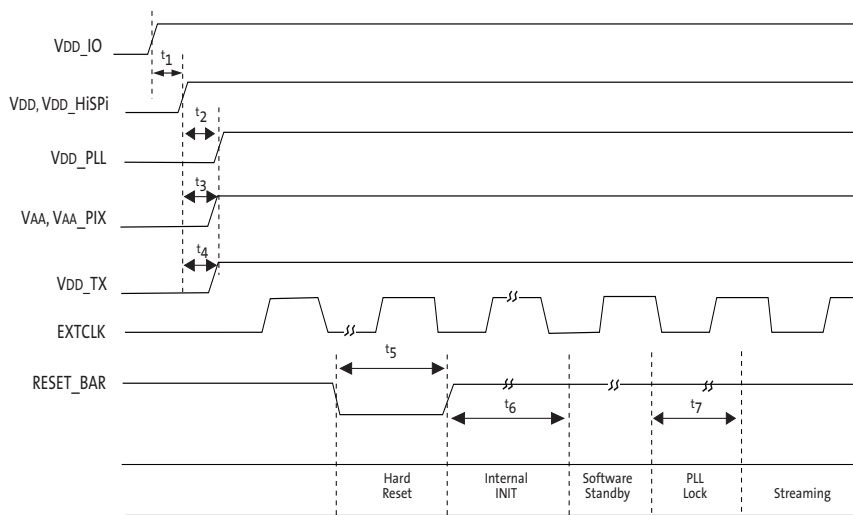 VDD_IO
t1
VDD, VDD_HiSPi
t2
VDD_PLL
t3
VAA, VAA_PIX
t4
VDD_TX
EXTCLK
t5
RESET_BAR
t6
t7
Hard
Reset
Internal
INIT
Software
Standby
PLL
Lock
Streaming